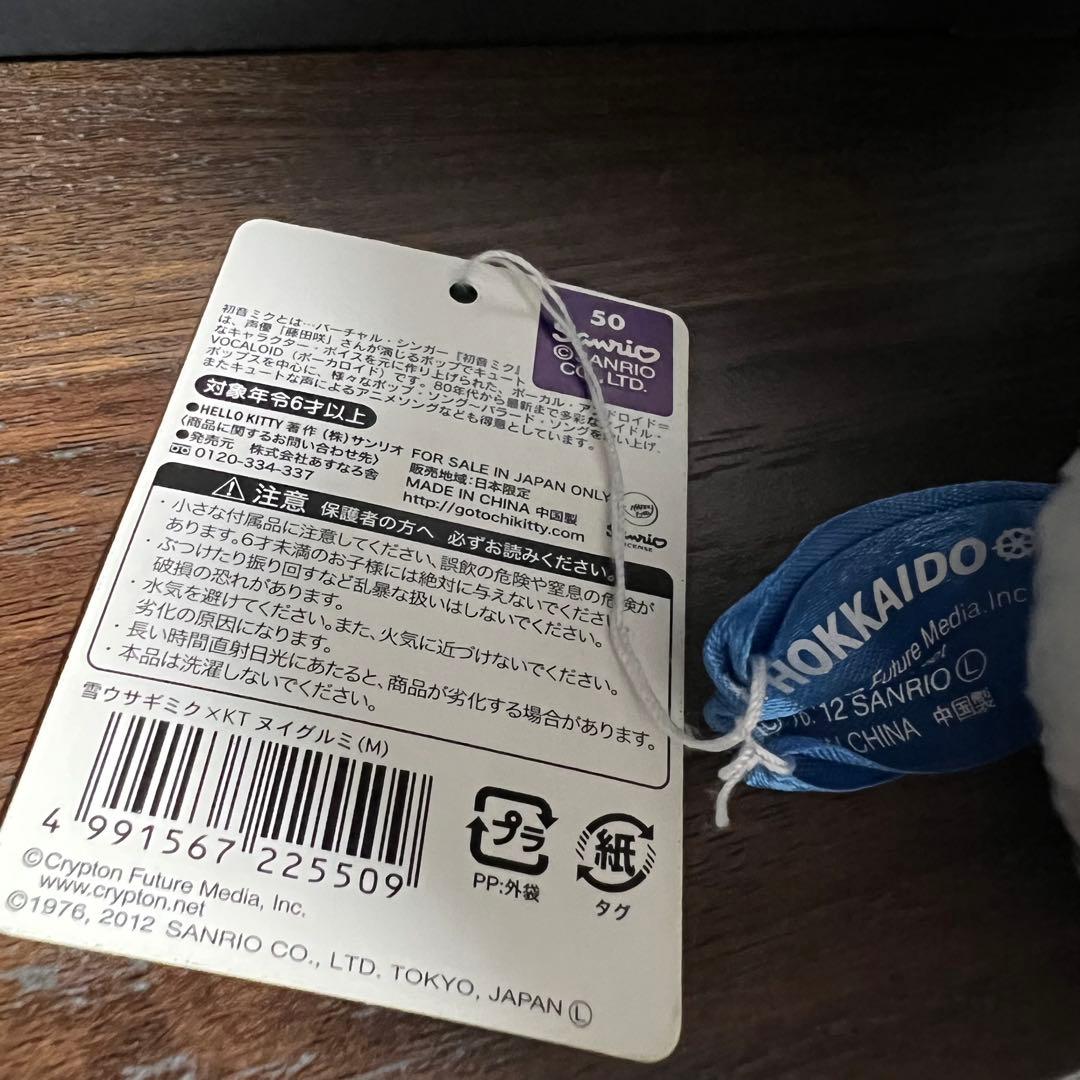 50
Sanrio
© SANRIO
CO., LTD.
初音ミクとは…バーチャル・シンガー『初音ミク』
は、声優「藤田咲」さんが演じるポップでキュート
なキャラクター・ボイスを元に作り上げられた、ボーカル・アンドロイド=
VOCALOID（ボーカロイド）です。80年代から最新まで多彩なアイドル・
ポップスを中心に、様々なポップソング〜バラード・ソングを歌い上げ、
またキュートな声によるアニメソングなども得意としています。
対象年令6才以上
●HELLO KITTY 著作（株）サンリオ
〈商品に関するお問い合わせ先〉
●発売元 株式会社あすなろ舎
0120-334-337
FOR SALE IN JAPAN ONLY
販売地域:日本限定
MADE IN CHINA 中国製
http://gotochikitty.com
Sanrio
LICENSE
注意 保護者の方へ 必ずお読みください。
・小さな付属品に注意してください、誤飲の危険や窒息の危険が
あります。6才未満のお子様には絶対に与えないでください。
・ぶつけたり振り回すなど乱暴な扱いはしないでください。
破損の恐れがあります。
・水気を避けてください。また、火気に近づけないでください。
劣化の原因になります。
・長い時間直射日光にあたると、商品が劣化する場合があります。
・本品は洗濯しないでください。
雪ウサギミク×KT ヌイグルミ(M)
4 991567 225509
プラ
PP:外袋
紙
タグ
©Crypton Future Media, Inc.
www.crypton.net
©1976, 2012 SANRIO CO., LTD. TOKYO, JAPAN Ⓛ
HOKKAIDO
Future Media, Inc
'12 SANRIO Ⓛ
CHINA 中国製